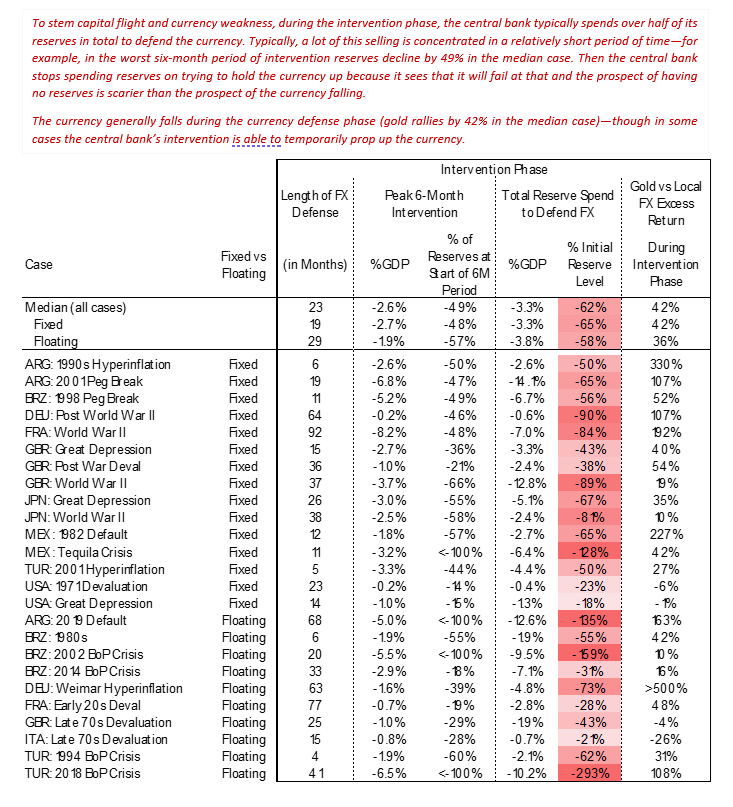 To stem capital flight and currency weakness, during the intervention phase, the central bank typically spends over half of its
reserves in total to defend the currency. Typically, a lot of this selling is concentrated in a relatively short period of time—for
example, in the worst six-month period of intervention reserves decline by 49% in the median case. Then the central bank
stops spending reserves on trying to hold the currency up because it sees that it will fail at that and the prospect of having
no reserves is scarier than the prospect of the currency falling.
The currency generally falls during the currency defense phase (gold rallies by 42% in the median case)—though in some
cases the central bank's intervention is able to temporarily prop up the currency.
Intervention Phase
Length of FX Defense Peak 6-Month Intervention Total Reserve Spend to Defend FX Gold vs Local FX Excess Return
Case Fixed vs Floating (in Months) %GDP % of Reserves at Start of 6M Period %GDP % Initial Reserve Level During Intervention Phase
Median (all cases) 23 -2.6% -49% -3.3% -62% 42%
Fixed 19 -2.7% -48% -3.3% -65% 42%
Floating 29 -1.9% -57% -3.8% -58% 36%
ARG: 1990s Hyperinflation Fixed 6 -2.6% -50% -2.6% -50% 330%
ARG: 2001 Peg Break Fixed 19 -6.8% -47% -14.1% -65% 107%
BRZ: 1998 Peg Break Fixed 11 -5.2% -49% -6.7% -56% 52%
DEU: Post World War II Fixed 64 -0.2% -46% -0.6% -90% 107%
FRA: World War II Fixed 92 -8.2% -48% -7.0% -84% 192%
GBR: Great Depression Fixed 15 -2.7% -36% -3.3% -43% 40%
GBR: Post War Deval Fixed 36 -1.0% -21% -2.4% -38% 54%
GBR: World War II Fixed 37 -3.7% -66% -12.8% -89% 19%
JPN: Great Depression Fixed 26 -3.0% -55% -5.1% -67% 35%
JPN: World War II Fixed 38 -2.5% -58% -2.4% -81% 10%
MEX: 1982 Default Fixed 12 -1.8% -57% -2.7% -65% 227%
MEX: Tequila Crisis Fixed 11 -3.2% <-100% -6.4% -128% 42%
TUR: 2001 Hyperinflation Fixed 5 -3.3% -44% -4.4% -50% 27%
USA: 1971 Devaluation Fixed 23 -0.2% -14% -0.4% -23% -6%
USA: Great Depression Fixed 14 -1.0% -15% -1.3% -18% -1%
ARG: 2019 Default Floating 68 -5.0% <-100% -12.6% -135% 163%
BRZ: 1980s Floating 6 -1.9% -55% -1.9% -55% 42%
BRZ: 2002 BoP Crisis Floating 20 -5.5% <-100% -9.5% -159% 10%
BRZ: 2014 BoP Crisis Floating 33 -2.9% -18% -7.1% -31% 16%
DEU: Weimar Hyperinflation Floating 63 -1.6% -39% -4.8% -73% >500%
FRA: Early 20s Deval Floating 77 -0.7% -19% -2.8% -28% 48%
GBR: Late 70s Devaluation Floating 25 -1.0% -29% -1.9% -43% -4%
ITA: Late 70s Devaluation Floating 15 -0.8% -28% -0.7% -21% -26%
TUR: 1994 BoP Crisis Floating 4 -1.9% -60% -2.1% -62% 31%
TUR: 2018 BoP Crisis Floating 41 -6.5% <-100% -10.2% -293% 108%